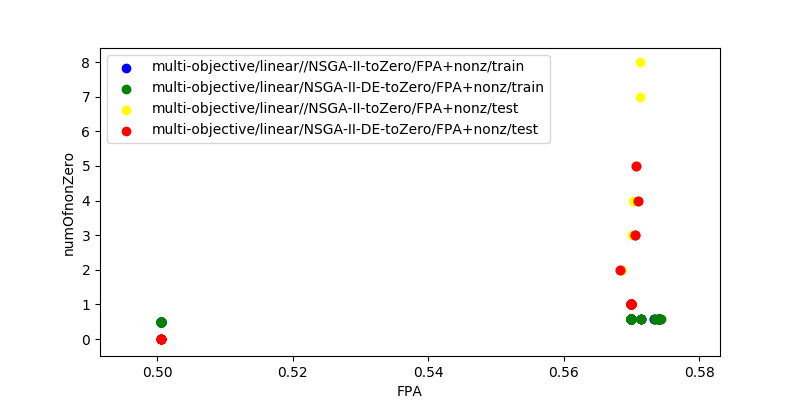 multi-objective/linear//NSGA-II-toZero/FPA+nonz/train
multi-objective/linear/NSGA-II-DE-toZero/FPA+nonz/train
multi-objective/linear//NSGA-II-toZero/FPA+nonz/test
multi-objective/linear/NSGA-II-DE-toZero/FPA+nonz/test
8
7
6
5
4
3
2
1
0
numOfnonZero
0.50 0.52 0.54 0.56 0.58
FPA